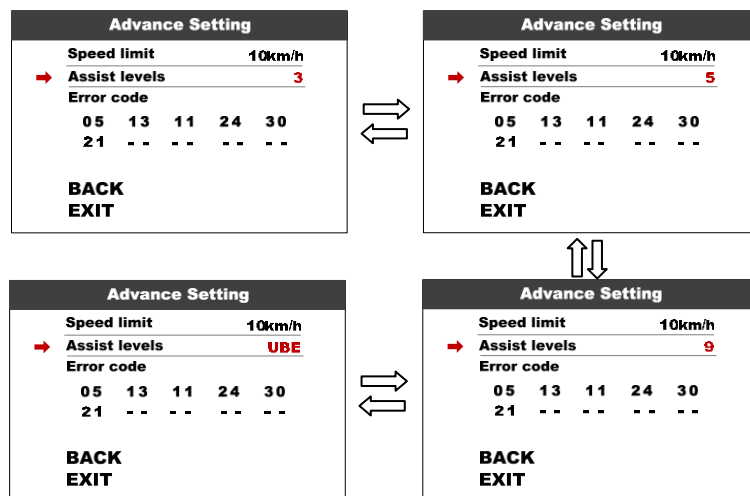 Advance Setting
Speed limit 10km/h
Assist levels 3
Error code
05 13 11 24 30
21 -- -- -- --
BACK
EXIT
Advance Setting
Speed limit 10km/h
Assist levels 5
Error code
05 13 11 24 30
21 -- -- -- --
BACK
EXIT
Advance Setting
Speed limit 10km/h
Assist levels UBE
Error code
05 13 11 24 30
21 -- -- -- --
BACK
EXIT
Advance Setting
Speed limit 10km/h
Assist levels 9
Error code
05 13 11 24 30
21 -- -- -- --
BACK
EXIT